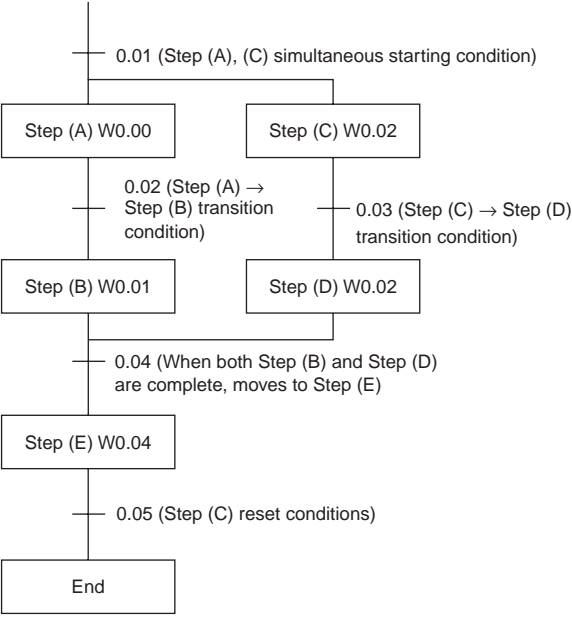 0.01 (Step (A), (C) simultaneous starting condition)
Step (A) W0.00
Step (C) W0.02
0.02 (Step (A) →
Step (B) transition
condition)
0.03 (Step (C) → Step (D)
transition condition)
Step (B) W0.01
Step (D) W0.02
0.04 (When both Step (B) and Step (D)
are complete, moves to Step (E)
Step (E) W0.04
0.05 (Step (C) reset conditions)
End